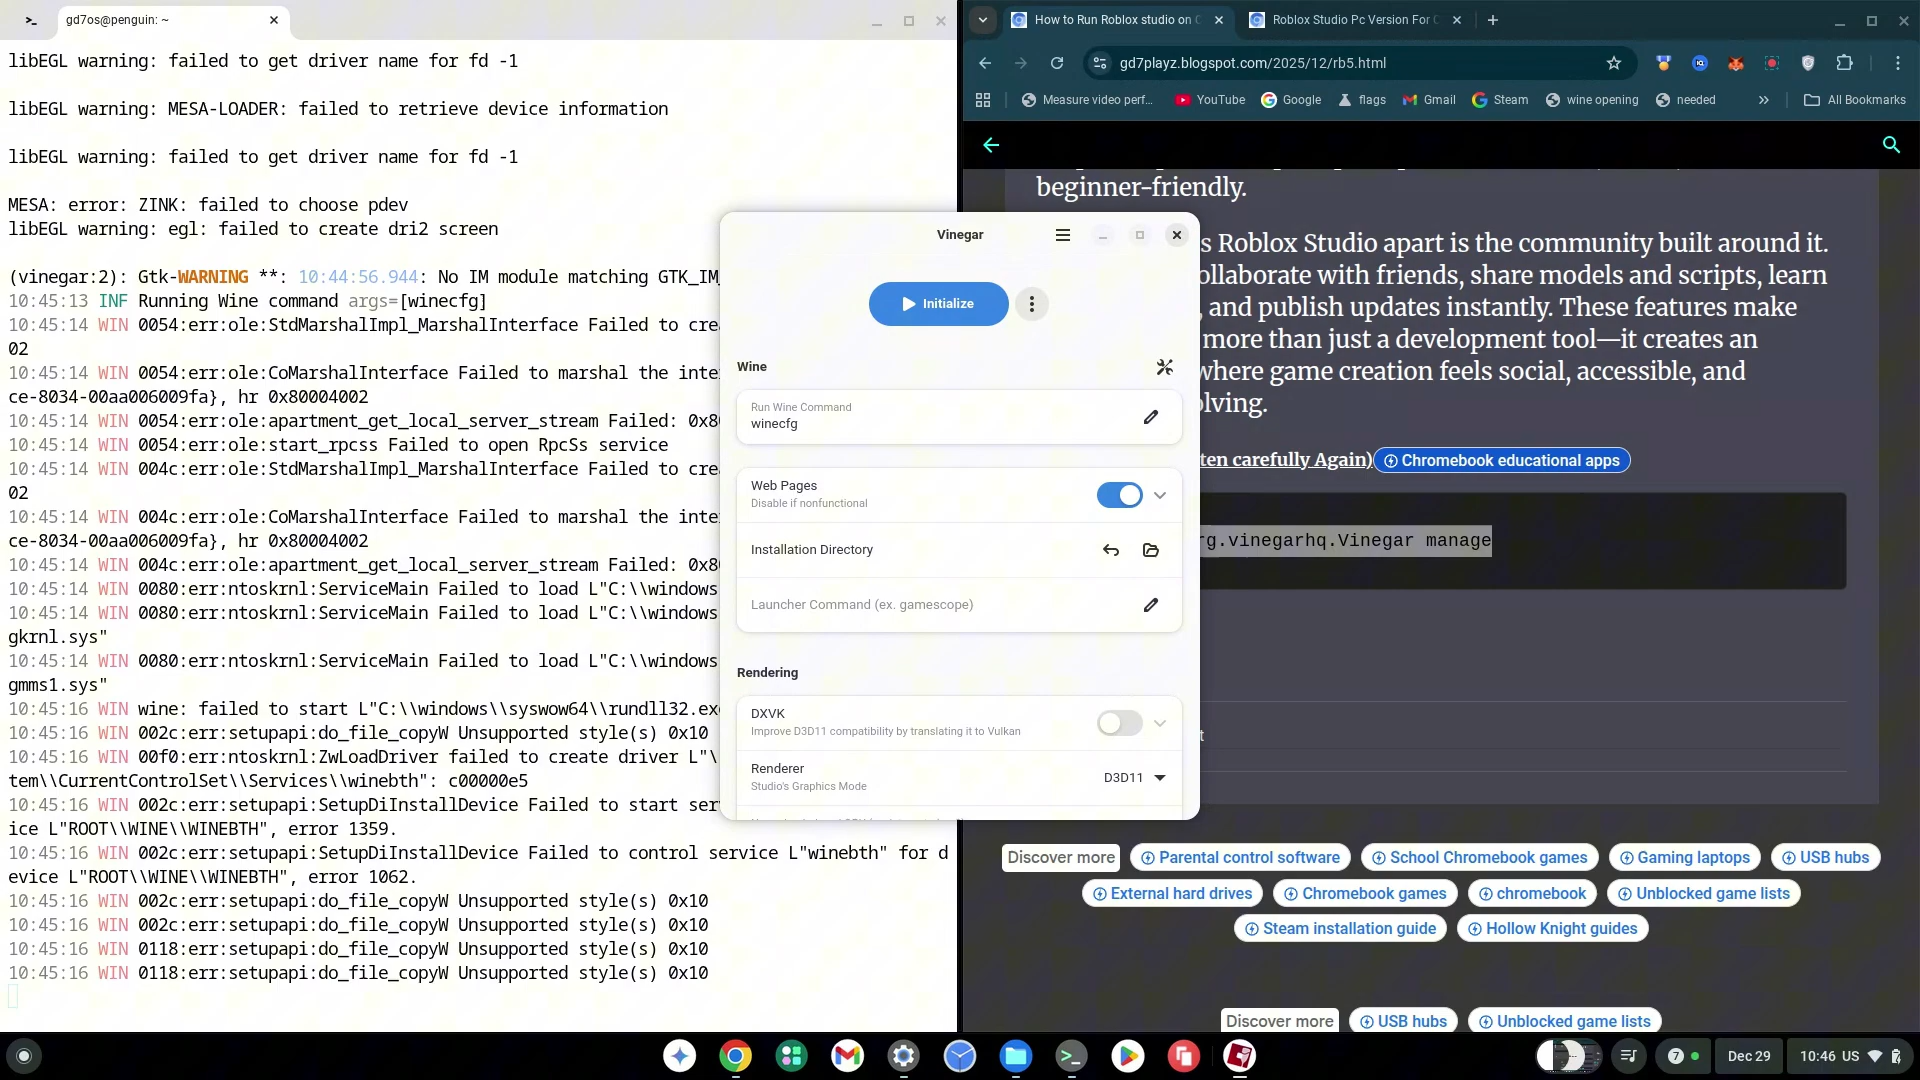 gd7os@penguin: ~
libEGL warning: failed to get driver name for fd -1
libEGL warning: MESA-LOADER: failed to retrieve device information
libEGL warning: failed to get driver name for fd -1
MESA: error: ZINK: failed to choose pdev
libEGL warning: egl: failed to create dri2 screen
(vinegar:2): Gtk-WARNING **: 10:44:56.944: No IM module matching GTK_IM_
10:45:13 INF Running Wine command args=[winecfg]
10:45:14 WIN 0054:err:ole:StdMarshalImpl_MarshalInterface Failed to crea
02
10:45:14 WIN 0054:err:ole:CoMarshalInterface Failed to marshal the inte
ce-8034-00aa006009fa}, hr 0x80004002
10:45:14 WIN 0054:err:ole:apartment_get_local_server_stream Failed: 0x80
10:45:14 WIN 0054:err:ole:start_rpcss Failed to open RpcSs service
10:45:14 WIN 004c:err:ole:StdMarshalImpl_MarshalInterface Failed to crea
02
10:45:14 WIN 004c:err:ole:CoMarshalInterface Failed to marshal the inte
ce-8034-00aa006009fa}, hr 0x80004002
10:45:14 WIN 004c:err:ole:apartment_get_local_server_stream Failed: 0x80
10:45:14 WIN 0080:err:ntoskrnl:ServiceMain Failed to load L"C:\\windows
10:45:14 WIN 0080:err:ntoskrnl:ServiceMain Failed to load L"C:\\windows
gkrnl.sys"
10:45:14 WIN 0080:err:ntoskrnl:ServiceMain Failed to load L"C:\\windows
gmms1.sys"
10:45:16 WIN wine: failed to start L"C:\\windows\\syswow64\\rundll32.exe
10:45:16 WIN 002c:err:setupapi:do_file_copyW Unsupported style(s) 0x10
10:45:16 WIN 00f0:err:ntoskrnl:ZwLoadDriver failed to create driver L"\
tem\\CurrentControlSet\\Services\\winebth": c00000e5
10:45:16 WIN 002c:err:setupapi:SetupDiInstallDevice Failed to start serv
ice L"ROOT\\WINE\\WINEBTH", error 1359.
10:45:16 WIN 002c:err:setupapi:SetupDiInstallDevice Failed to control service L"winebth" for d
evice L"ROOT\\WINE\\WINEBTH", error 1062.
10:45:16 WIN 002c:err:setupapi:do_file_copyW Unsupported style(s) 0x10
10:45:16 WIN 002c:err:setupapi:do_file_copyW Unsupported style(s) 0x10
10:45:16 WIN 0118:err:setupapi:do_file_copyW Unsupported style(s) 0x10
10:45:16 WIN 0118:err:setupapi:do_file_copyW Unsupported style(s) 0x10
Vinegar
Initialize
Wine
Run Wine Command
winecfg
Web Pages
Disable if nonfunctional
Installation Directory
Launcher Command (ex. gamescope)
Rendering
DXVK
Improve D3D11 compatibility by translating it to Vulkan
Renderer
Studio's Graphics Mode
D3D11
How to Run Roblox studio on C
Roblox Studio Pc Version For C
gd7playz.blogspot.com/2025/12/rb5.html
Measure video perf... YouTube Google flags Gmail Steam wine opening needed » All Bookmarks
beginner-friendly.
s Roblox Studio apart is the community built around it.
ollaborate with friends, share models and scripts, learn
, and publish updates instantly. These features make
more than just a development tool—it creates an
where game creation feels social, accessible, and
olving.
ten carefully Again) Chromebook educational apps
rg.vinegarhq.Vinegar manage
t
Discover more Parental control software School Chromebook games Gaming laptops USB hubs
External hard drives Chromebook games chromebook Unblocked game lists
Steam installation guide Hollow Knight guides
Discover more USB hubs Unblocked game lists
7 Dec 29 10:46 US